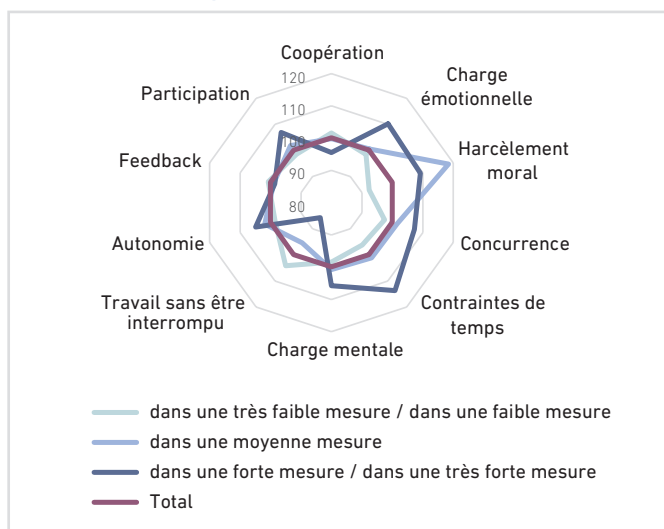 Coopération
Charge
émotionnelle
Harcèlement
moral
Concurrence
Contraintes de
temps
Charge mentale
Travail sans être
interrompu
Autonomie
Feedback
Participation
120
110
100
90
80
dans une très faible mesure / dans une faible mesure
dans une moyenne mesure
dans une forte mesure / dans une très forte mesure
Total